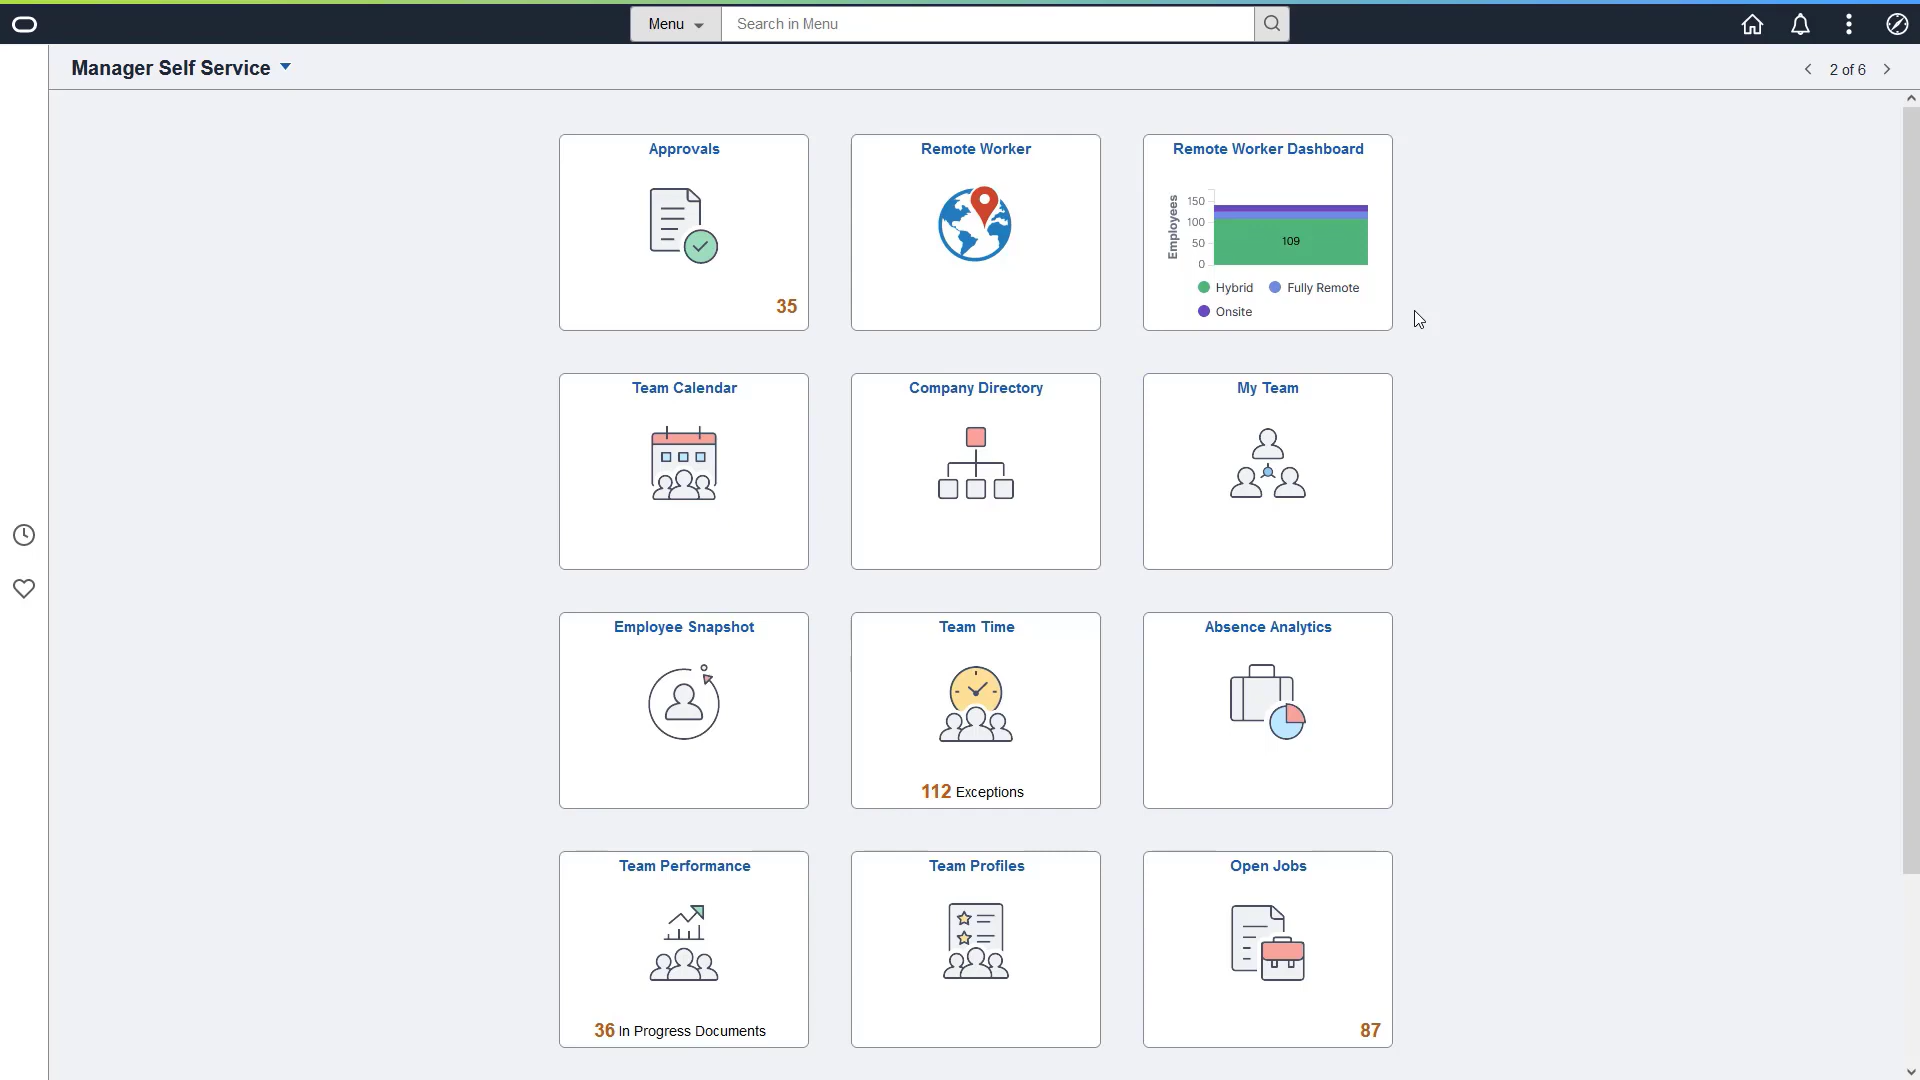 Menu
Search in Menu
Manager Self Service
2 of 6
Approvals
35
Remote Worker
Remote Worker Dashboard
Employees
150
100
50
0
109
Hybrid
Fully Remote
Onsite
Team Calendar
Company Directory
My Team
Employee Snapshot
Team Time
112 Exceptions
Absence Analytics
Team Performance
36 In Progress Documents
Team Profiles
Open Jobs
87